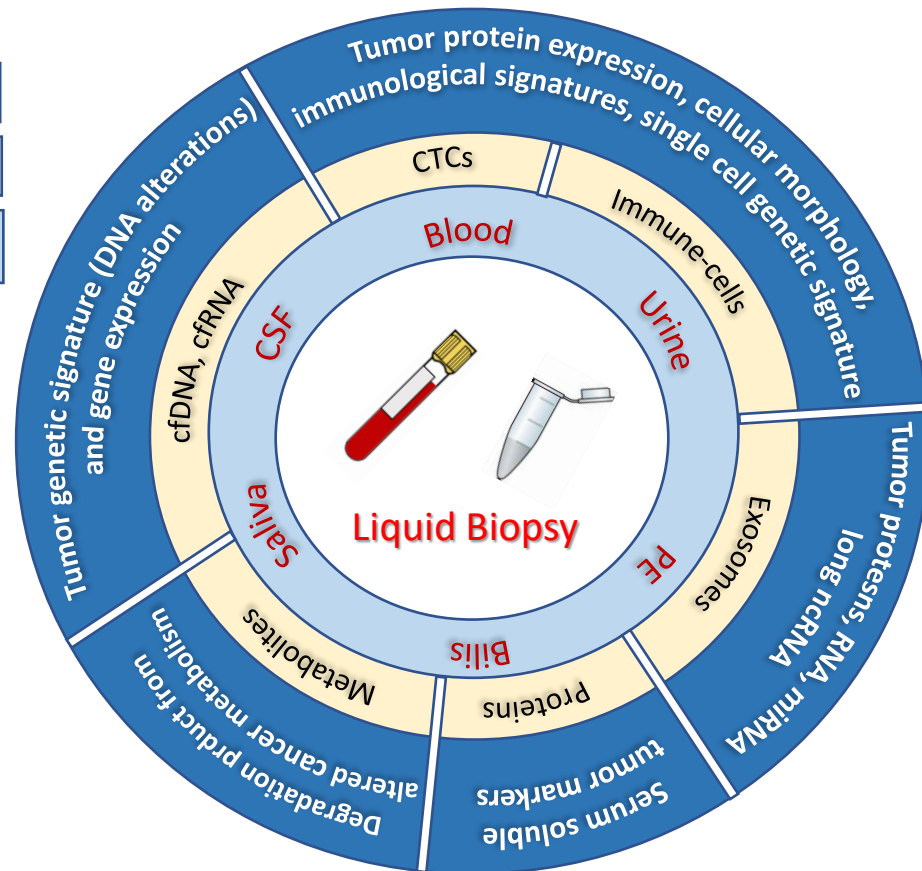 Tumor protein expression, cellular morphology,
immunological signatures, single cell genetic signature
Tumor genetic signature (DNA alterations)
and gene expression
CTCs
Immune-cells
cfDNA, cfRNA
Blood
CSF
Urine
Liquid Biopsy
Saliva
PE
Bilis
Exosomes
Metabolites
Proteins
Tumor protesns, RNA, miRNA
long ncRNA
Degradation product from
altered cancer metabolism
Serum soluble
tumor markers